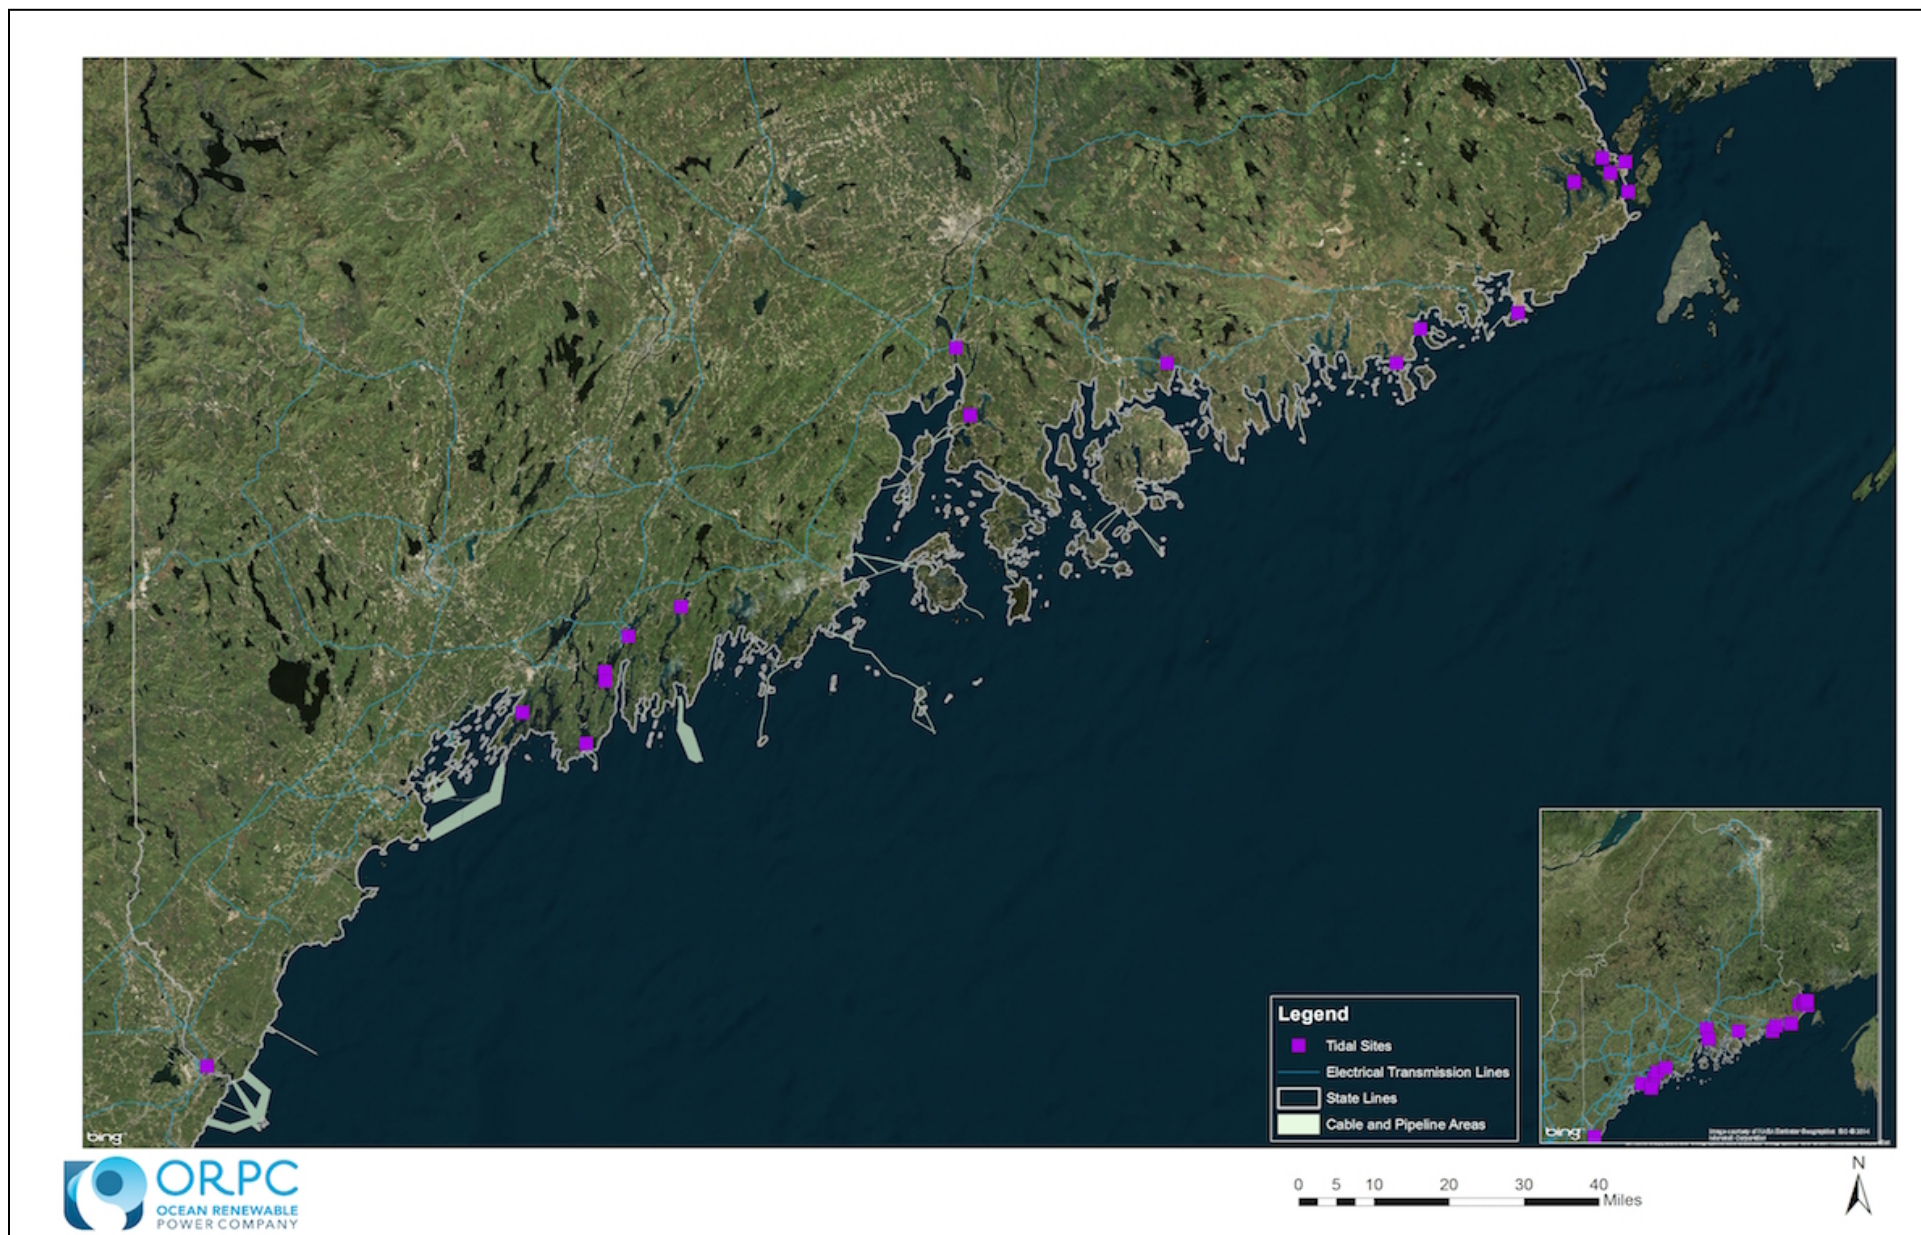 Legend
Tidal Sites
Electrical Transmission Lines
State Lines
Cable and Pipeline Areas
bing
bing
ORPC
OCEAN RENEWABLE
POWER COMPANY
0 5 10 20 30 40
Miles
N